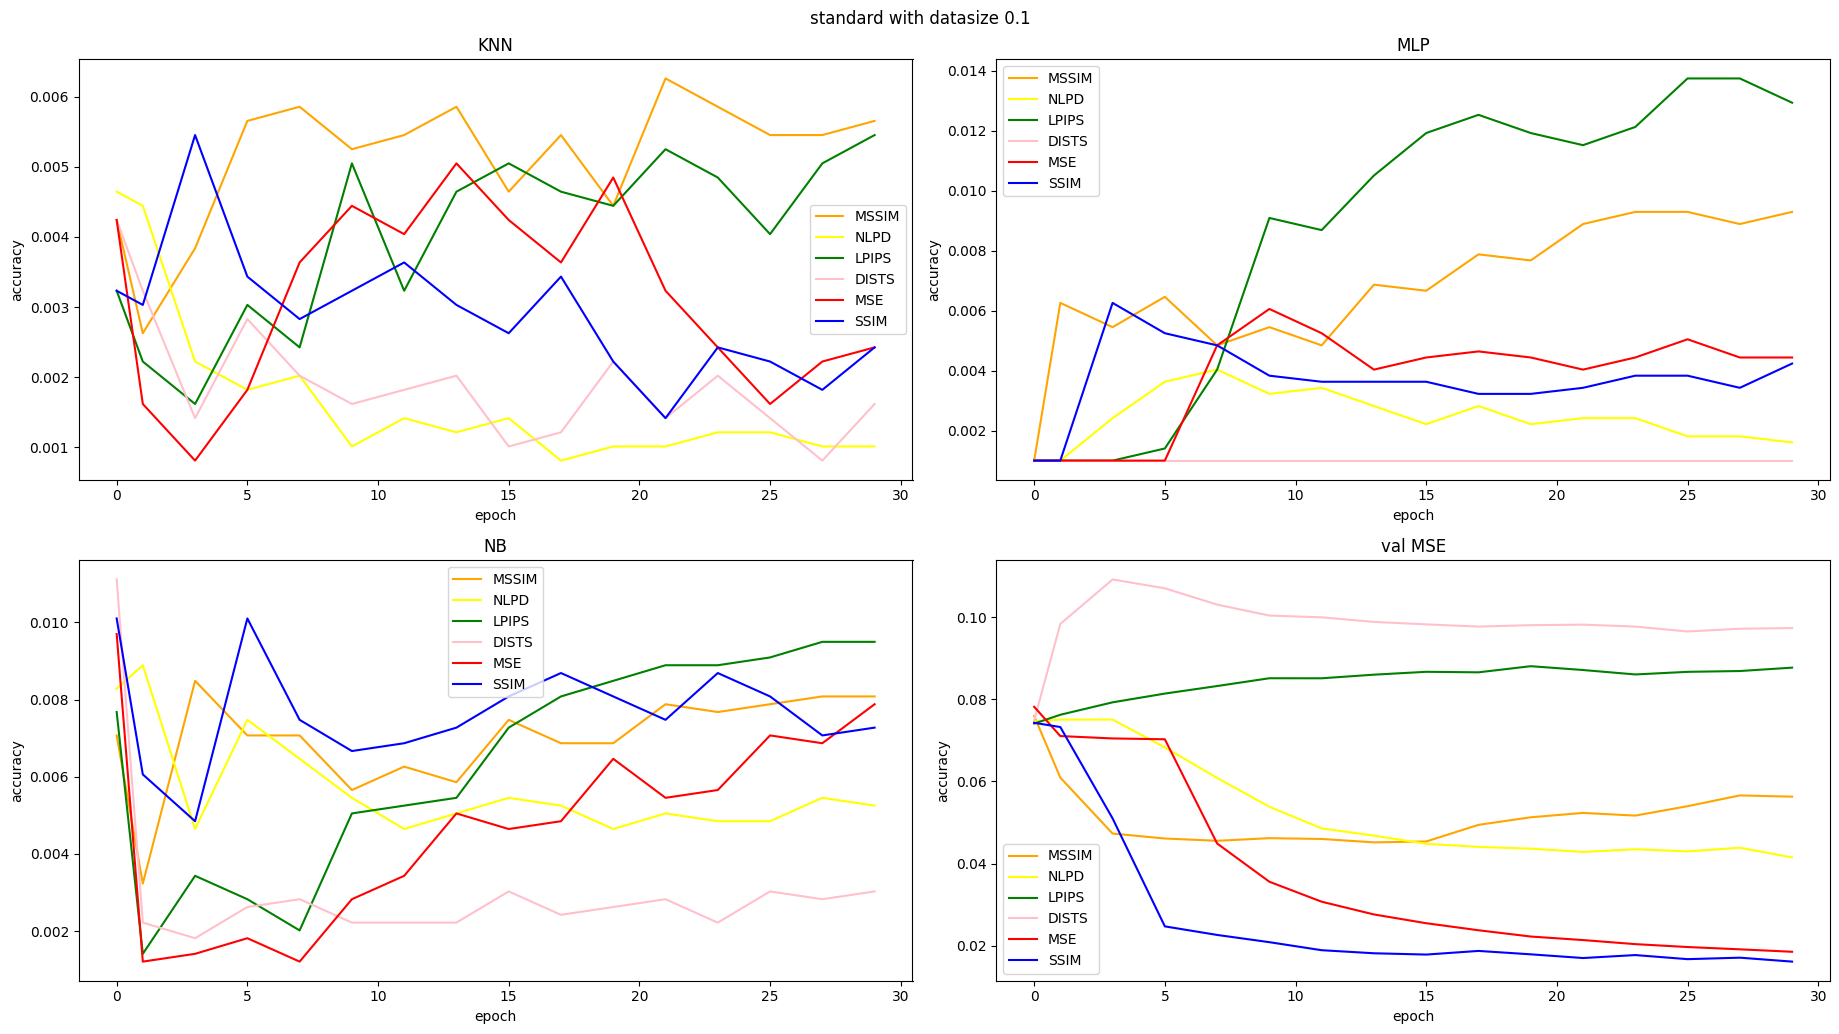 standard with datasize 0.1
KNN
0.006
0.005
0.004
0.003
0.002
0.001
accuracy
MSSIM
NLPD
LPIPS
DISTS
MSE
SSIM
0 5 10 15 20 25 30
epoch
MLP
0.014
0.012
0.010
0.008
0.006
0.004
0.002
accuracy
MSSIM
NLPD
LPIPS
DISTS
MSE
SSIM
0 5 10 15 20 25 30
epoch
NB
0.010
0.008
0.006
0.004
0.002
accuracy
MSSIM
NLPD
LPIPS
DISTS
MSE
SSIM
0 5 10 15 20 25 30
epoch
val MSE
0.10
0.08
0.06
0.04
0.02
accuracy
MSSIM
NLPD
LPIPS
DISTS
MSE
SSIM
0 5 10 15 20 25 30
epoch